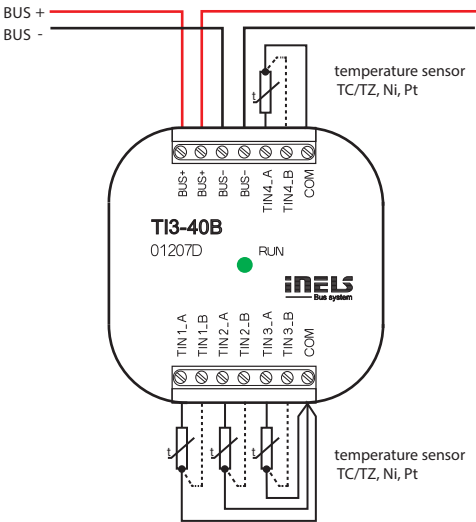 BUS +
BUS -
temperature sensor
TC/TZ, Ni, Pt
t
BUS+
BUS+
BUS-
BUS-
TIN4_A
TIN4_B
COM
TI3-40B
01207D
RUN
iNELS
Bus system
TIN1_A
TIN1_B
TIN2_A
TIN2_B
TIN3_A
TIN3_B
COM
t
t
t
temperature sensor
TC/TZ, Ni, Pt